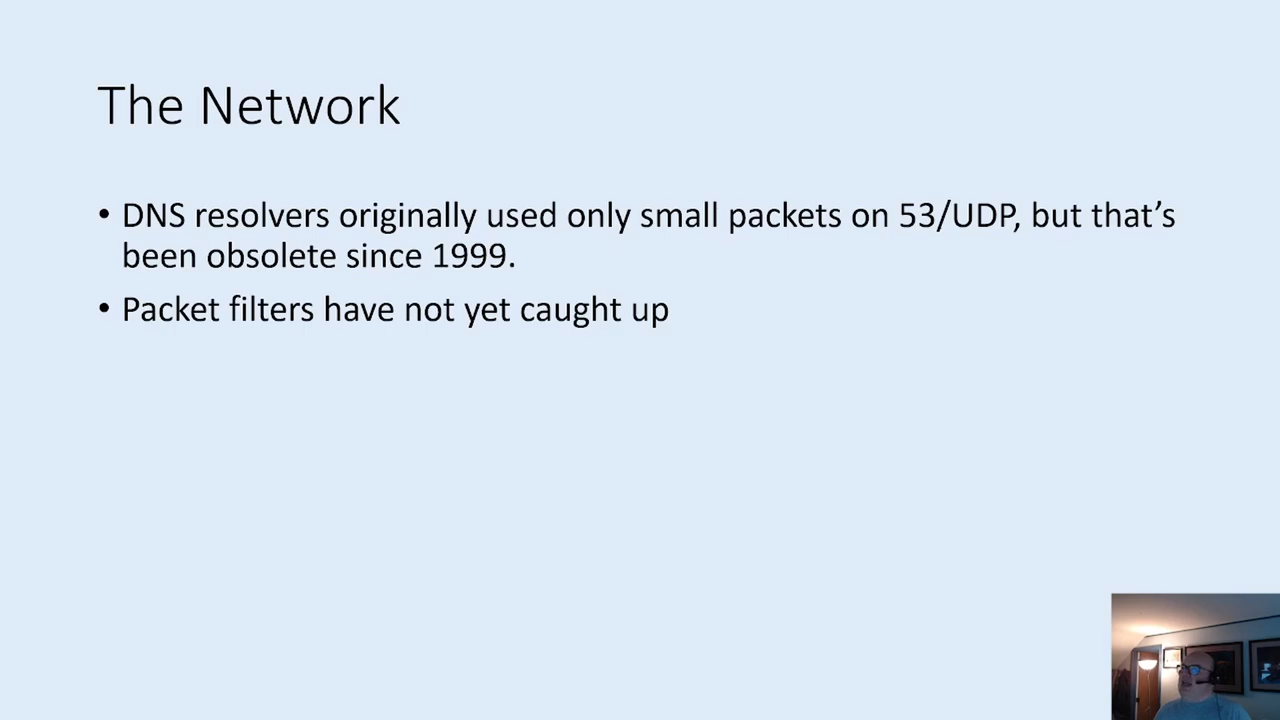 The Network
• DNS resolvers originally used only small packets on 53/UDP, but that’s
been obsolete since 1999.
• Packet filters have not yet caught up